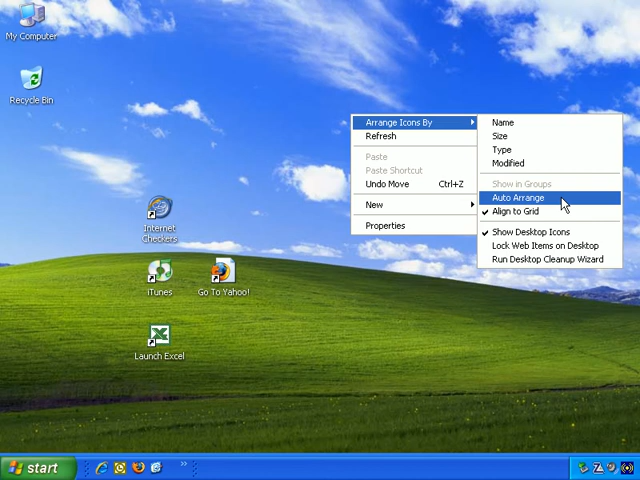 My Computer
Recycle Bin
Internet
Checkers
iTunes
Go To Yahoo!
Launch Excel
Arrange Icons By
Refresh
Paste
Paste Shortcut
Undo Move Ctrl+Z
New
Properties
Name
Size
Type
Modified
Show in Groups
Auto Arrange
Align to Grid
Show Desktop Icons
Lock Web Items on Desktop
Run Desktop Cleanup Wizard
start